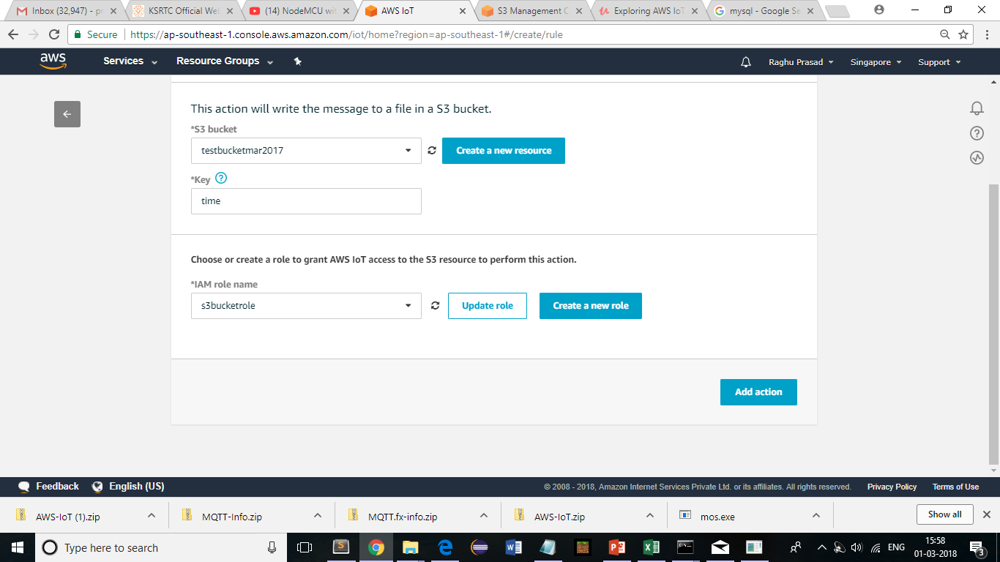 Inbox (32,947) - pr
KSRTC Official Web
(14) NodeMCU wit
AWS IoT
S3 Management C
Exploring AWS IoT
mysql - Google Se
Secure
https://ap-southeast-1.console.aws.amazon.com/iot/home?region=ap-southeast-1#/create/rule
aws
Services
Resource Groups
Raghu Prasad
Singapore
Support
This action will write the message to a file in a S3 bucket.
*S3 bucket
testbucketmar2017
Create a new resource
*Key
time
Choose or create a role to grant AWS IoT access to the S3 resource to perform this action.
*IAM role name
s3bucketrole
Update role
Create a new role
Add action
Feedback
English (US)
© 2008 - 2018, Amazon Internet Services Private Ltd. or its affiliates. All rights reserved.
Privacy Policy
Terms of Use
AWS-IoT (1).zip
MQTT-Info.zip
MQTT.fx-info.zip
AWS-IoT.zip
mos.exe
Show all
Type here to search
ENG
15:58
01-03-2018
3